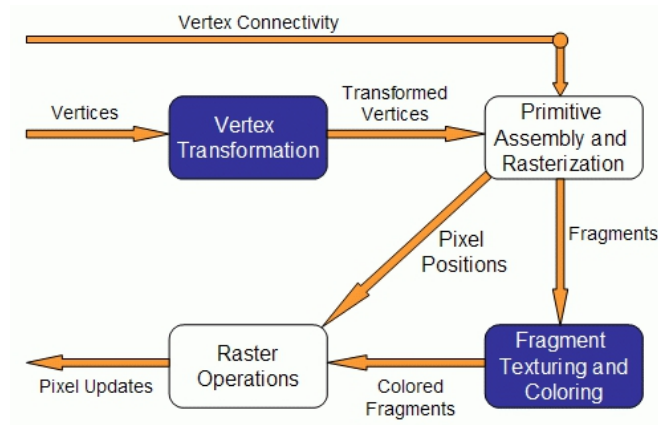 Vertex Connectivity
Vertices
Vertex
Transformation
Transformed
Vertices
Primitive
Assembly and
Rasterization
Pixel
Positions
Fragments
Fragment
Texturing and
Coloring
Colored
Fragments
Raster
Operations
Pixel Updates